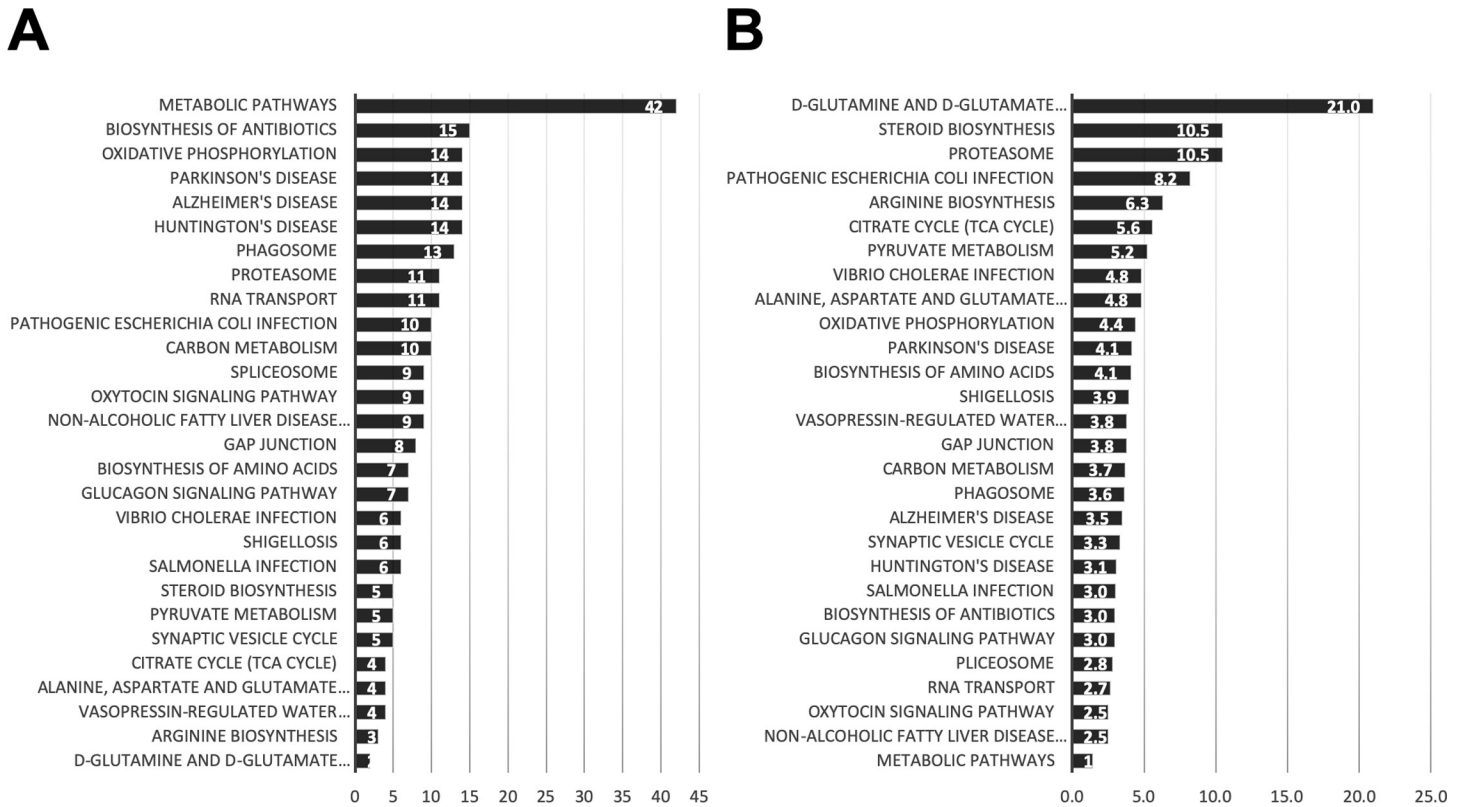 A
METABOLIC PATHWAYS 42
BIOSYNTHESIS OF ANTIBIOTICS 15
OXIDATIVE PHOSPHORYLATION 14
PARKINSON'S DISEASE 14
ALZHEIMER'S DISEASE 14
HUNTINGTON'S DISEASE 14
PHAGOSOME 13
PROTEASOME 11
RNA TRANSPORT 11
PATHOGENIC ESCHERICHIA COLI INFECTION 10
CARBON METABOLISM 10
SPLICEOSOME 9
OXYTOCIN SIGNALING PATHWAY 9
NON-ALCOHOLIC FATTY LIVER DISEASE... 9
GAP JUNCTION 8
BIOSYNTHESIS OF AMINO ACIDS 7
GLUCAGON SIGNALING PATHWAY 7
VIBRIO CHOLERAE INFECTION 6
SHIGELLOSIS 6
SALMONELLA INFECTION 6
STEROID BIOSYNTHESIS 5
PYRUVATE METABOLISM 5
SYNAPTIC VESICLE CYCLE 5
CITRATE CYCLE (TCA CYCLE) 4
ALANINE, ASPARTATE AND GLUTAMATE... 4
VASOPRESSIN-REGULATED WATER... 4
ARGININE BIOSYNTHESIS 3
D-GLUTAMINE AND D-GLUTAMATE...
0 5 10 15 20 25 30 35 40 45
B
D-GLUTAMINE AND D-GLUTAMATE... 21.0
STEROID BIOSYNTHESIS 10.5
PROTEASOME 10.5
PATHOGENIC ESCHERICHIA COLI INFECTION 8.2
ARGININE BIOSYNTHESIS 6.3
CITRATE CYCLE (TCA CYCLE) 5.6
PYRUVATE METABOLISM 5.2
VIBRIO CHOLERAE INFECTION 4.8
ALANINE, ASPARTATE AND GLUTAMATE... 4.8
OXIDATIVE PHOSPHORYLATION 4.4
PARKINSON'S DISEASE 4.1
BIOSYNTHESIS OF AMINO ACIDS 4.1
SHIGELLOSIS 3.9
VASOPRESSIN-REGULATED WATER... 3.8
GAP JUNCTION 3.8
CARBON METABOLISM 3.7
PHAGOSOME 3.6
ALZHEIMER'S DISEASE 3.5
SYNAPTIC VESICLE CYCLE 3.3
HUNTINGTON'S DISEASE 3.1
SALMONELLA INFECTION 3.0
BIOSYNTHESIS OF ANTIBIOTICS 3.0
GLUCAGON SIGNALING PATHWAY 3.0
PLICEOSOME 2.8
RNA TRANSPORT 2.7
OXYTOCIN SIGNALING PATHWAY 2.5
NON-ALCOHOLIC FATTY LIVER DISEASE... 2.5
METABOLIC PATHWAYS 1
0.0 5.0 10.0 15.0 20.0 25.0